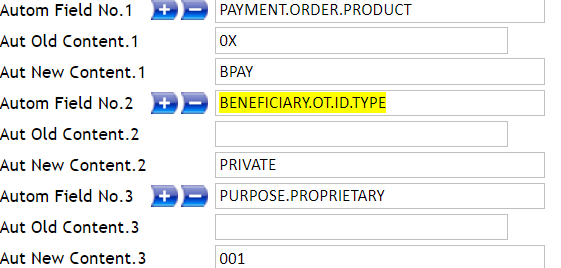 Autom Field No.1 PAYMENT.ORDER.PRODUCT
Aut Old Content.1 0X
Aut New Content.1 BPAY
Autom Field No.2 BENEFICIARY.OT.ID.TYPE
Aut Old Content.2
Aut New Content.2 PRIVATE
Autom Field No.3 PURPOSE.PROPRIETARY
Aut Old Content.3
Aut New Content.3 001